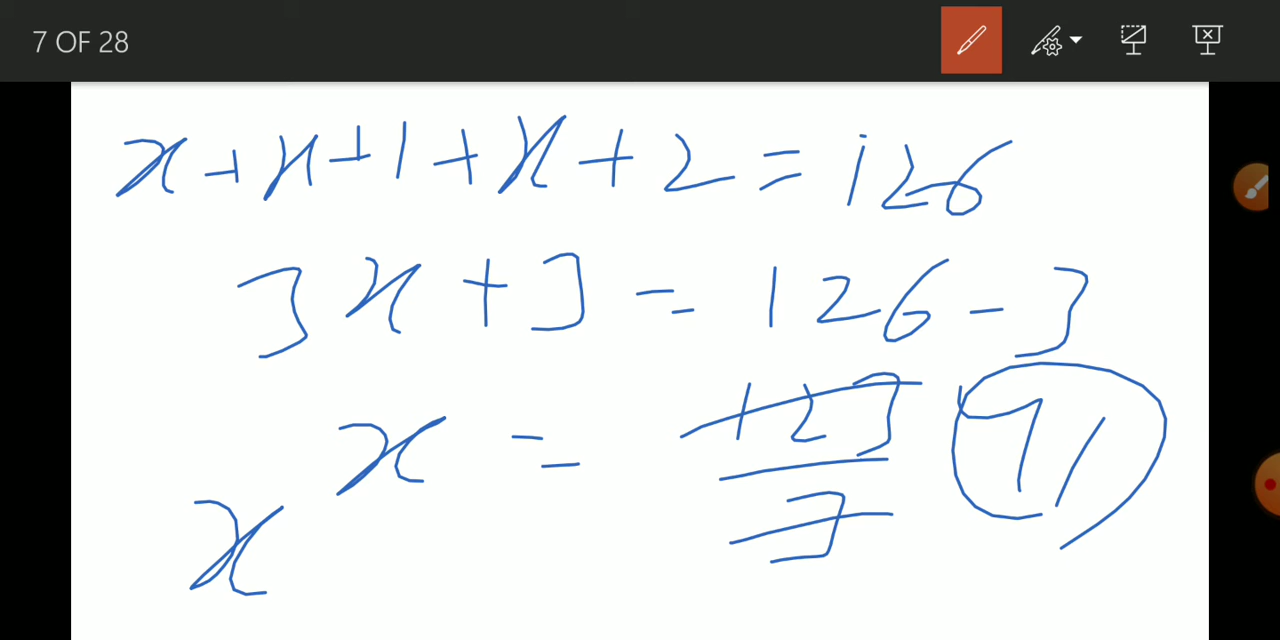 7 OF 28
x+x+1+x+2=126
3x+3=126-3
x = 123/3 41
x